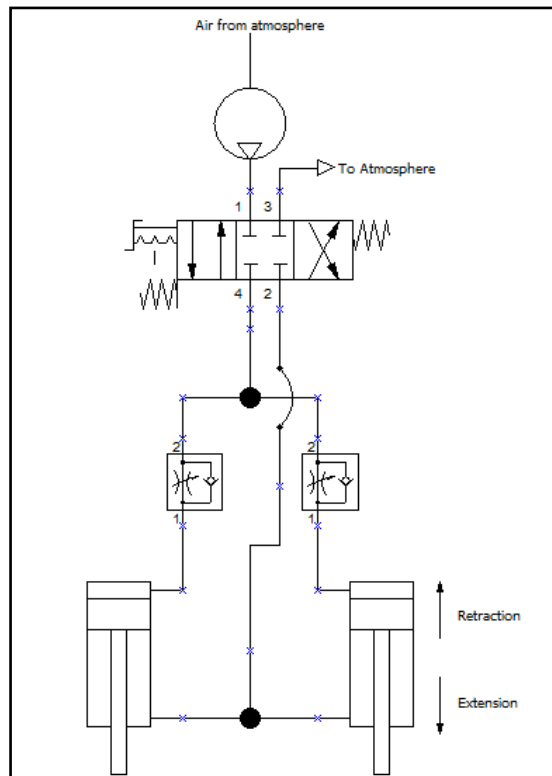 Air from atmosphere
To Atmosphere
1 3
4 2
2 2
1 1
Retraction
Extension